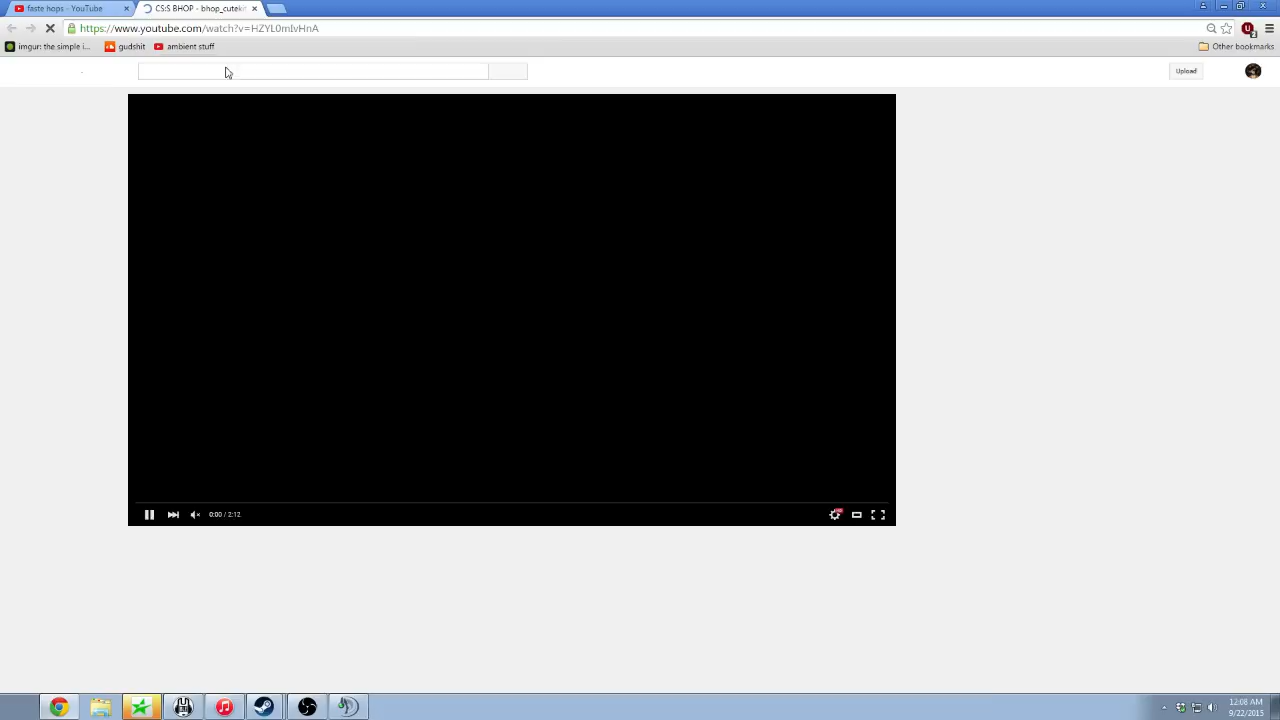 faste hops - YouTube
CS:S BHOP - bhop_cutekit
https://www.youtube.com/watch?v=HZYL0mIvHnA
imgur: the simple i...
gudshit
ambient stuff
Other bookmarks
Upload
0:00 / 2:12
12:08 AM
9/22/2015